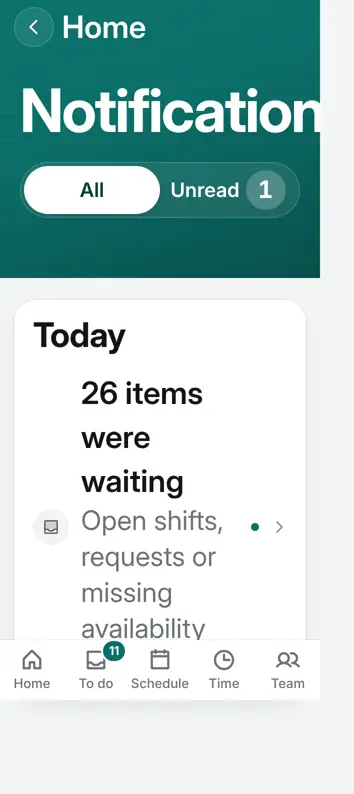 Home
Notification
All
Unread 1
Today
26 items
were
waiting
Open shifts,
requests or
missing
availability
11
Home
To do
Schedule
Time
Team